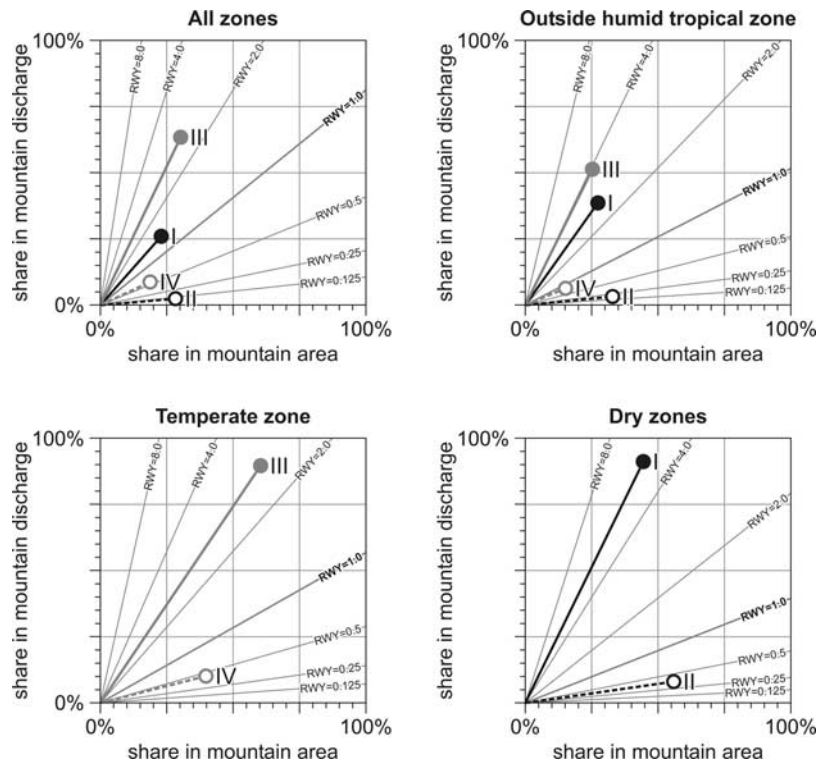 All zones
100%
share in mountain discharge
0%
RWY=8.0
RWY=4.0
RWY=2.0
RWY=1.0
III
I
RWY=0.5
IV
RWY=0.25
II
RWY=0.125
0%
100%
share in mountain area
Outside humid tropical zone
100%
share in mountain discharge
0%
RWY=8.0
RWY=4.0
RWY=2.0
III
RWY=1.0
I
RWY=0.5
IV
RWY=0.25
II
RWY=0.125
0%
100%
share in mountain area
Temperate zone
100%
share in mountain discharge
0%
RWY=8.0
RWY=4.0
III
RWY=2.0
RWY=1.0
RWY=0.5
IV
RWY=0.25
RWY=0.125
0%
100%
share in mountain area
Dry zones
100%
share in mountain discharge
0%
RWY=8.0
I
RWY=4.0
RWY=2.0
RWY=1.0
RWY=0.5
II
RWY=0.25
RWY=0.125
0%
100%
share in mountain area